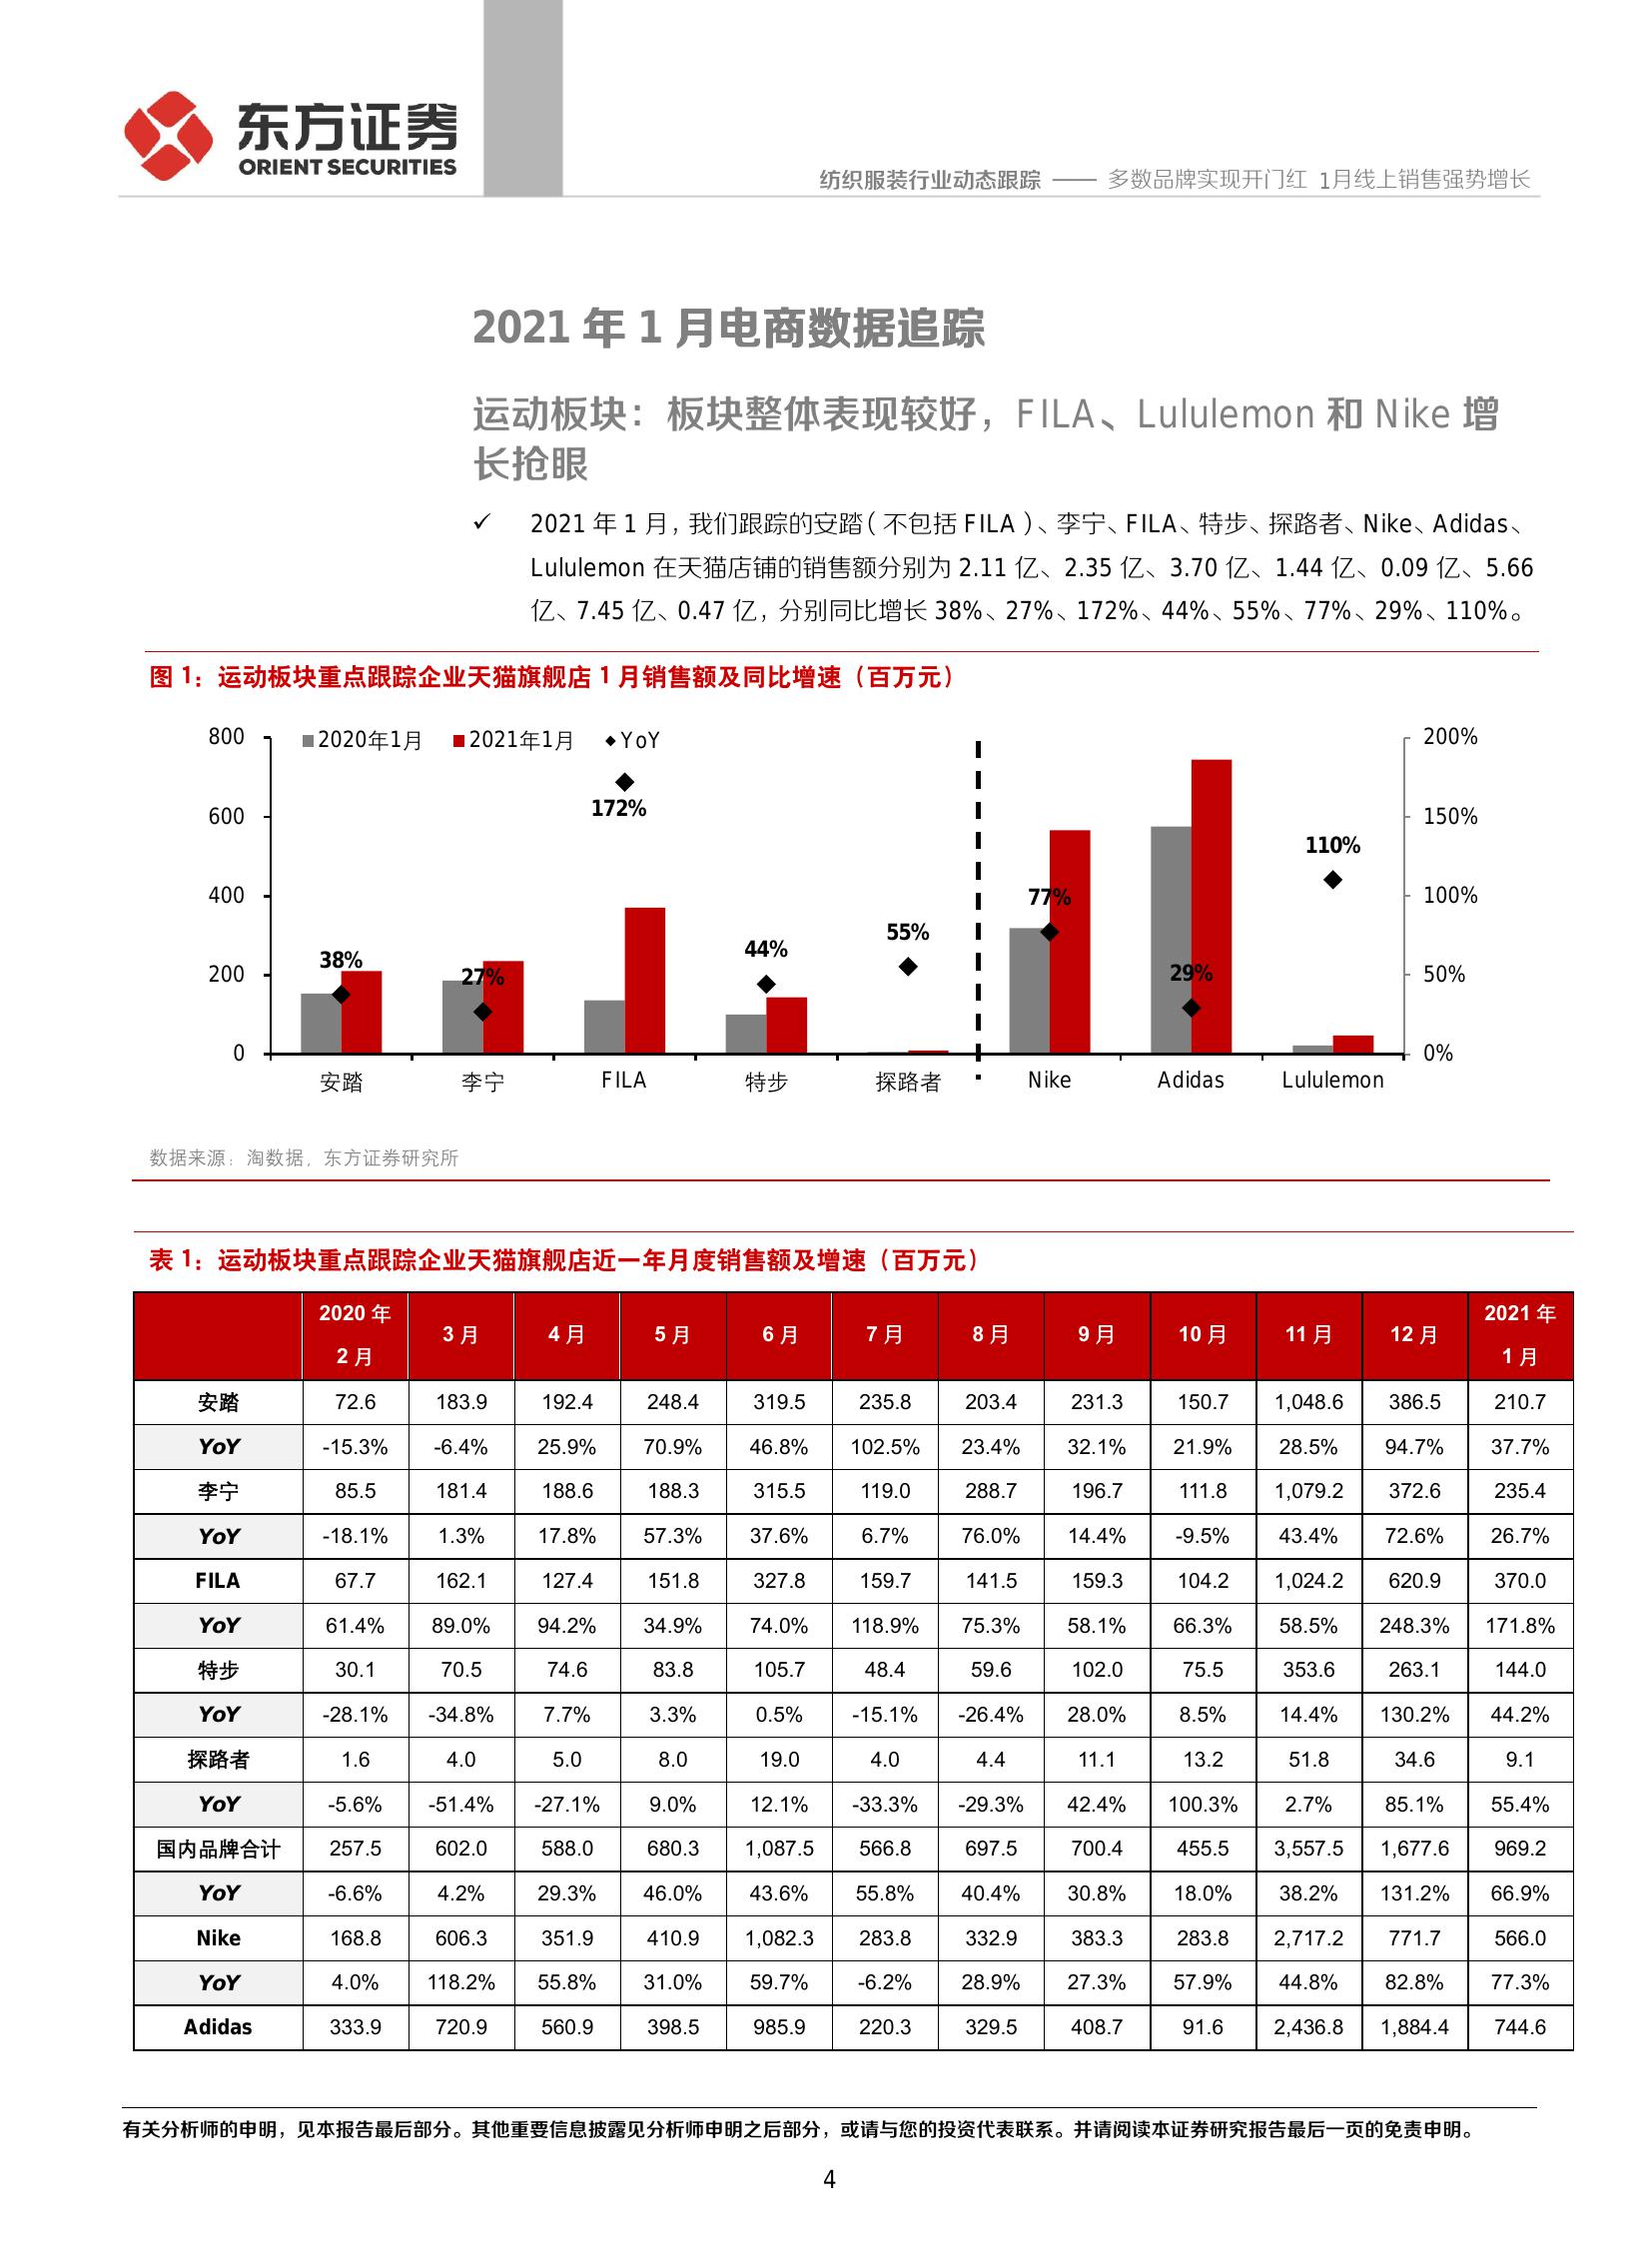 东方证券
ORIENT SECURITIES
纺织服装行业动态跟踪 —— 多数品牌实现开门红 1月线上销售强势增长
2021 年 1 月电商数据追踪
运动板块：板块整体表现较好，FILA、Lululemon 和 Nike 增
长抢眼
✓ 2021 年 1 月，我们跟踪的安踏（不包括 FILA）、李宁、FILA、特步、探路者、Nike、Adidas、
Lululemon 在天猫店铺的销售额分别为 2.11 亿、2.35 亿、3.70 亿、1.44 亿、0.09 亿、5.66
亿、7.45 亿、0.47 亿，分别同比增长 38%、27%、172%、44%、55%、77%、29%、110%。
图 1：运动板块重点跟踪企业天猫旗舰店 1 月销售额及同比增速（百万元）
2020年1月 2021年1月 YoY
800 200%
600 150%
400 100%
200 50%
0 0%
38% 27% 172% 44% 55% 77% 29% 110%
安踏 李宁 FILA 特步 探路者 Nike Adidas Lululemon
数据来源：淘数据，东方证券研究所
表 1：运动板块重点跟踪企业天猫旗舰店近一年月度销售额及增速（百万元）
2020 年 2 月 3 月 4 月 5 月 6 月 7 月 8 月 9 月 10 月 11 月 12 月 2021 年 1 月
安踏 72.6 183.9 192.4 248.4 319.5 235.8 203.4 231.3 150.7 1,048.6 386.5 210.7
YoY -15.3% -6.4% 25.9% 70.9% 46.8% 102.5% 23.4% 32.1% 21.9% 28.5% 94.7% 37.7%
李宁 85.5 181.4 188.6 188.3 315.5 119.0 288.7 196.7 111.8 1,079.2 372.6 235.4
YoY -18.1% 1.3% 17.8% 57.3% 37.6% 6.7% 76.0% 14.4% -9.5% 43.4% 72.6% 26.7%
FILA 67.7 162.1 127.4 151.8 327.8 159.7 141.5 159.3 104.2 1,024.2 620.9 370.0
YoY 61.4% 89.0% 94.2% 34.9% 74.0% 118.9% 75.3% 58.1% 66.3% 58.5% 248.3% 171.8%
特步 30.1 70.5 74.6 83.8 105.7 48.4 59.6 102.0 75.5 353.6 263.1 144.0
YoY -28.1% -34.8% 7.7% 3.3% 0.5% -15.1% -26.4% 28.0% 8.5% 14.4% 130.2% 44.2%
探路者 1.6 4.0 5.0 8.0 19.0 4.0 4.4 11.1 13.2 51.8 34.6 9.1
YoY -5.6% -51.4% -27.1% 9.0% 12.1% -33.3% -29.3% 42.4% 100.3% 2.7% 85.1% 55.4%
国内品牌合计 257.5 602.0 588.0 680.3 1,087.5 566.8 697.5 700.4 455.5 3,557.5 1,677.6 969.2
YoY -6.6% 4.2% 29.3% 46.0% 43.6% 55.8% 40.4% 30.8% 18.0% 38.2% 131.2% 66.9%
Nike 168.8 606.3 351.9 410.9 1,082.3 283.8 332.9 383.3 283.8 2,717.2 771.7 566.0
YoY 4.0% 118.2% 55.8% 31.0% 59.7% -6.2% 28.9% 27.3% 57.9% 44.8% 82.8% 77.3%
Adidas 333.9 720.9 560.9 398.5 985.9 220.3 329.5 408.7 91.6 2,436.8 1,884.4 744.6
有关分析师的申明，见本报告最后部分。其他重要信息披露见分析师申明之后部分，或请与您的投资代表联系。并请阅读本证券研究报告最后一页的免责申明。
4